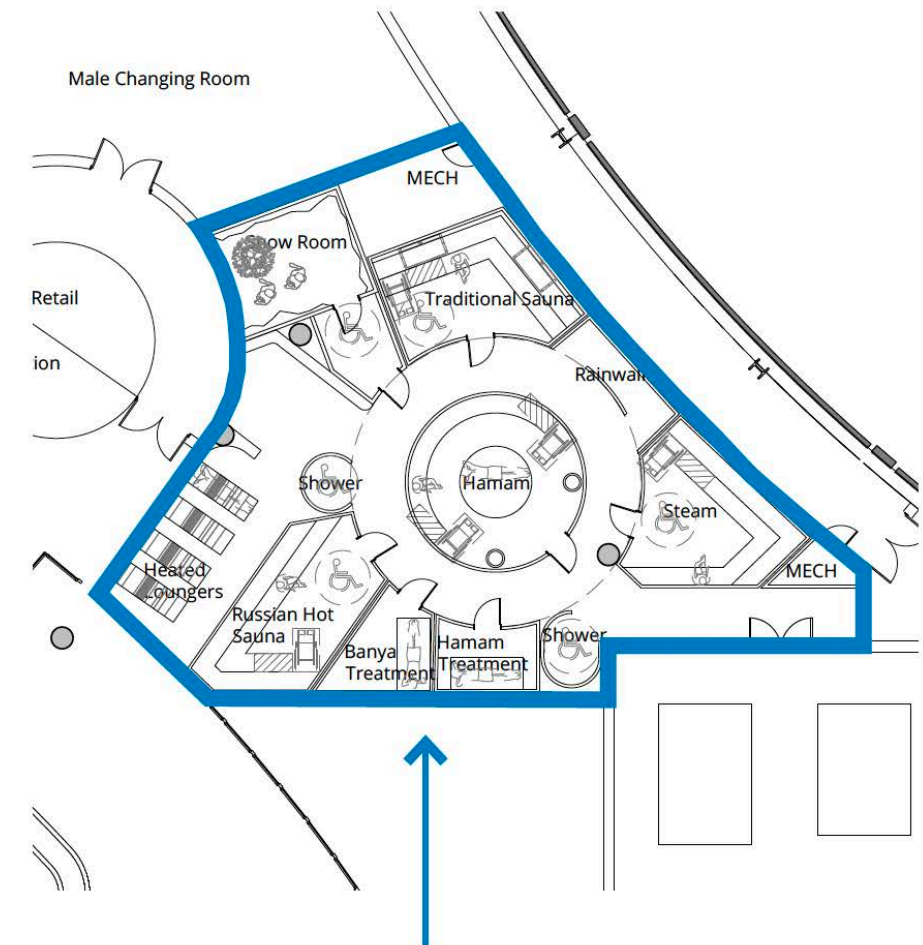 Male Changing Room
MECH
Snow Room
Retail
Traditional Sauna
ion
Rainwall
Shower
Hamam
Steam
Heated
Loungers
MECH
Russian Hot
Sauna
Banya
Treatment
Hamam
Treatment
Shower